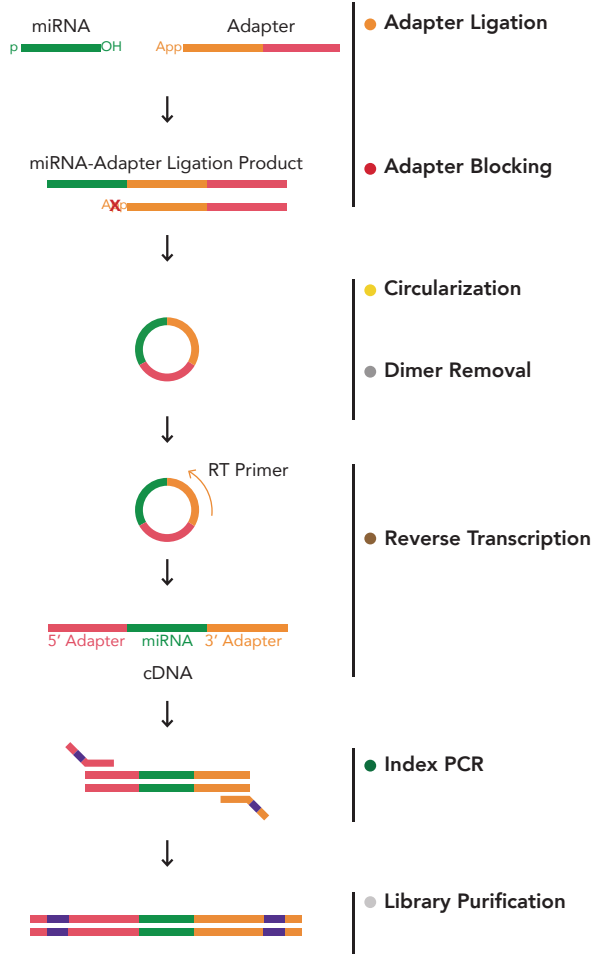 miRNA
Adapter
Adapter Ligation
p
OH
App
miRNA-Adapter Ligation Product
Adapter Blocking
App
X
Circularization
Dimer Removal
RT Primer
Reverse Transcription
5' Adapter
miRNA
3' Adapter
cDNA
Index PCR
Library Purification